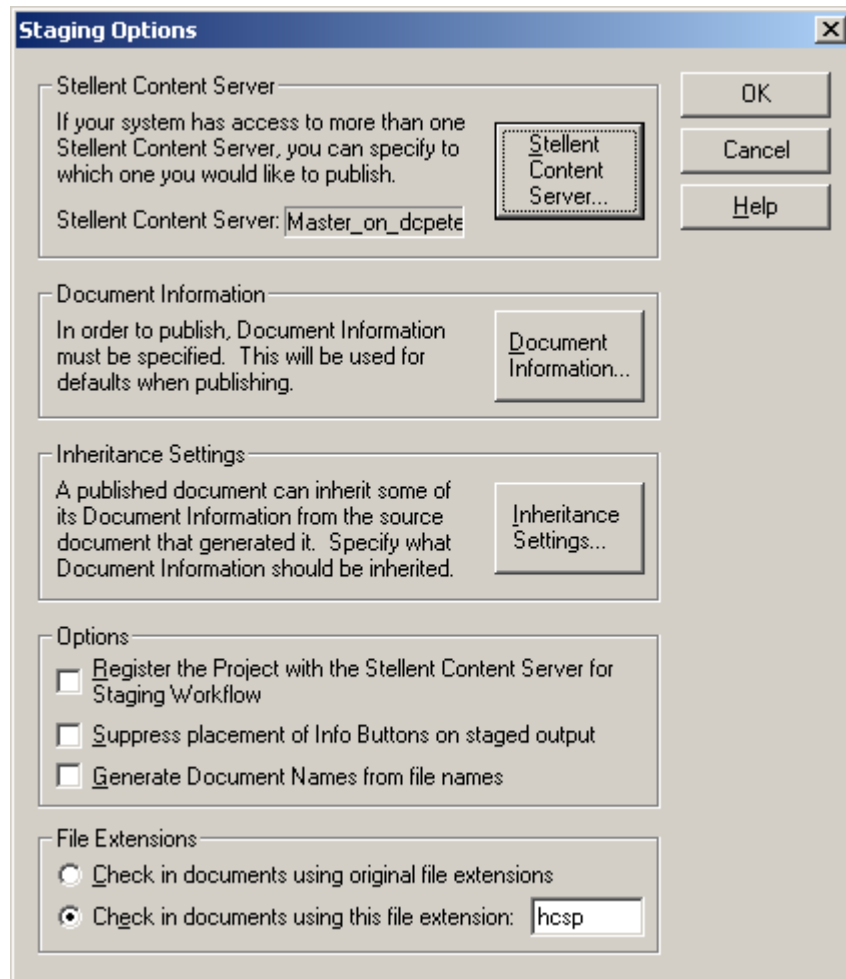 Staging Options
Stellent Content Server
If your system has access to more than one
Stellent Content Server, you can specify to
which one you would like to publish.
Stellent Content Server: Master_on_dcpete
Stellent
Content
Server...
OK
Cancel
Help
Document Information
In order to publish, Document Information
must be specified.  This will be used for
defaults when publishing.
Document
Information...
Inheritance Settings
A published document can inherit some of
its Document Information from the source
document that generated it.  Specify what
Document Information should be inherited.
Inheritance
Settings...
Options
Register the Project with the Stellent Content Server for
Staging Workflow
Suppress placement of Info Buttons on staged output
Generate Document Names from file names
File Extensions
Check in documents using original file extensions
Check in documents using this file extension: hcsp